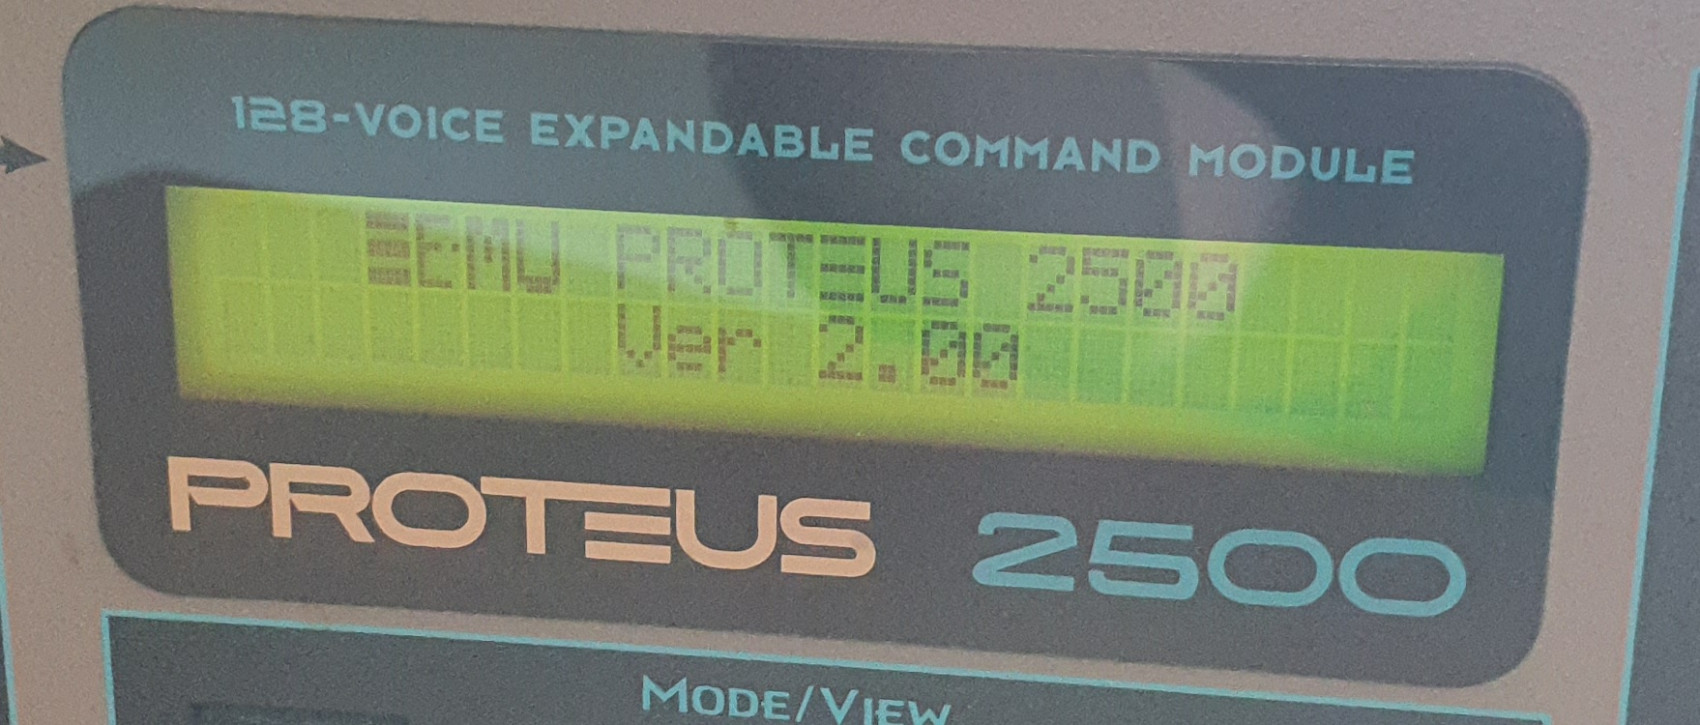 128-VOICE EXPANDABLE COMMAND MODULE
EMU PROTEUS 2500
Ver 2.00
PROTEUS 2500
MODE/VIEW